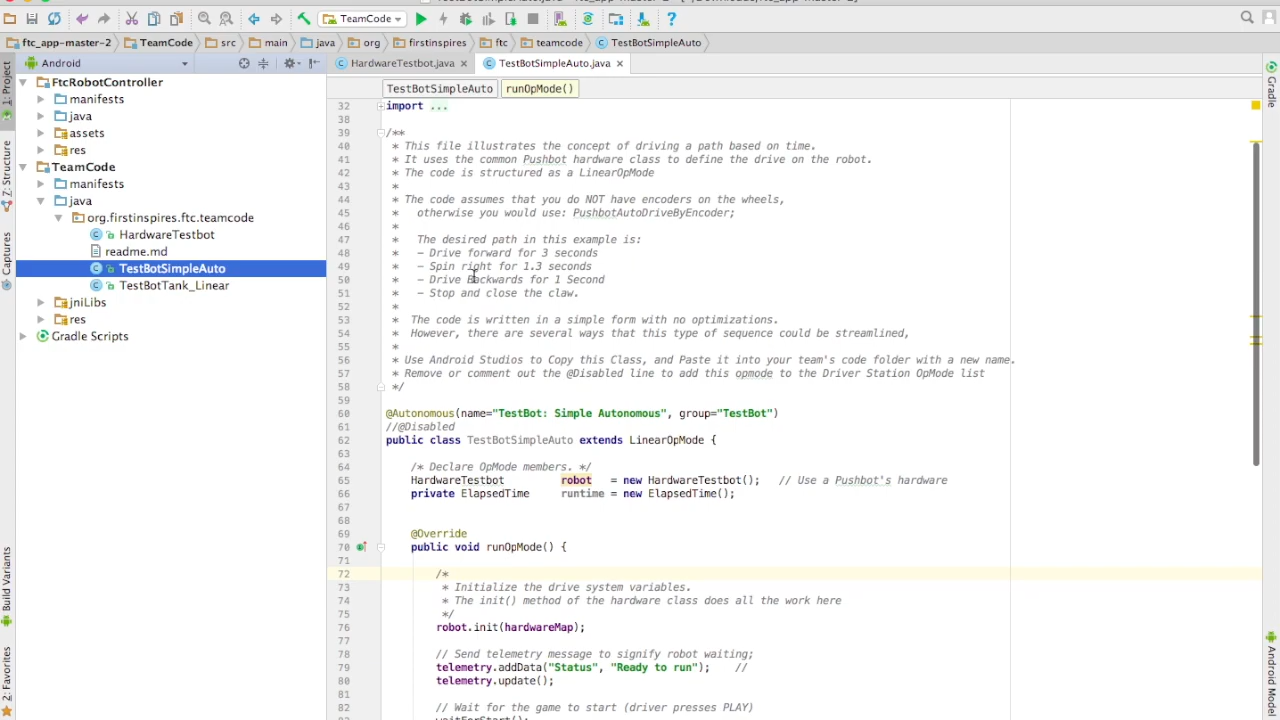 TeamCode
ftc_app-master-2
TeamCode
src
main
java
org
firstinspires
ftc
teamcode
TestBotSimpleAuto
Android
HardwareTestbot.java
TestBotSimpleAuto.java
1: Project
7: Structure
Captures
Build Variants
2: Favorites
Gradle
Android Model
FtcRobotController
manifests
java
assets
res
TeamCode
manifests
java
org.firstinspires.ftc.teamcode
HardwareTestbot
readme.md
TestBotSimpleAuto
TestBotTank_Linear
jniLibs
res
Gradle Scripts
TestBotSimpleAuto runOpMode()
32 import ...
38
39 /**
40 * This file illustrates the concept of driving a path based on time.
41 * It uses the common Pushbot hardware class to define the drive on the robot.
42 * The code is structured as a LinearOpMode
43 *
44 * The code assumes that you do NOT have encoders on the wheels,
45 * otherwise you would use: PushbotAutoDriveByEncoder;
46 *
47 * The desired path in this example is:
48 * - Drive forward for 3 seconds
49 * - Spin right for 1.3 seconds
50 * - Drive Backwards for 1 Second
51 * - Stop and close the claw.
52 *
53 * The code is written in a simple form with no optimizations.
54 * However, there are several ways that this type of sequence could be streamlined,
55 *
56 * Use Android Studios to Copy this Class, and Paste it into your team's code folder with a new name.
57 * Remove or comment out the @Disabled line to add this opmode to the Driver Station OpMode list
58 */
59
60 @Autonomous(name="TestBot: Simple Autonomous", group="TestBot")
61 //@Disabled
62 public class TestBotSimpleAuto extends LinearOpMode {
63
64 /* Declare OpMode members. */
65 HardwareTestbot robot = new HardwareTestbot(); // Use a Pushbot's hardware
66 private ElapsedTime runtime = new ElapsedTime();
67
68
69 @Override
70 public void runOpMode() {
71
72 /*
73 * Initialize the drive system variables.
74 * The init() method of the hardware class does all the work here
75 */
76 robot.init(hardwareMap);
77
78 // Send telemetry message to signify robot waiting;
79 telemetry.addData("Status", "Ready to run"); //
80 telemetry.update();
81
82 // Wait for the game to start (driver presses PLAY)